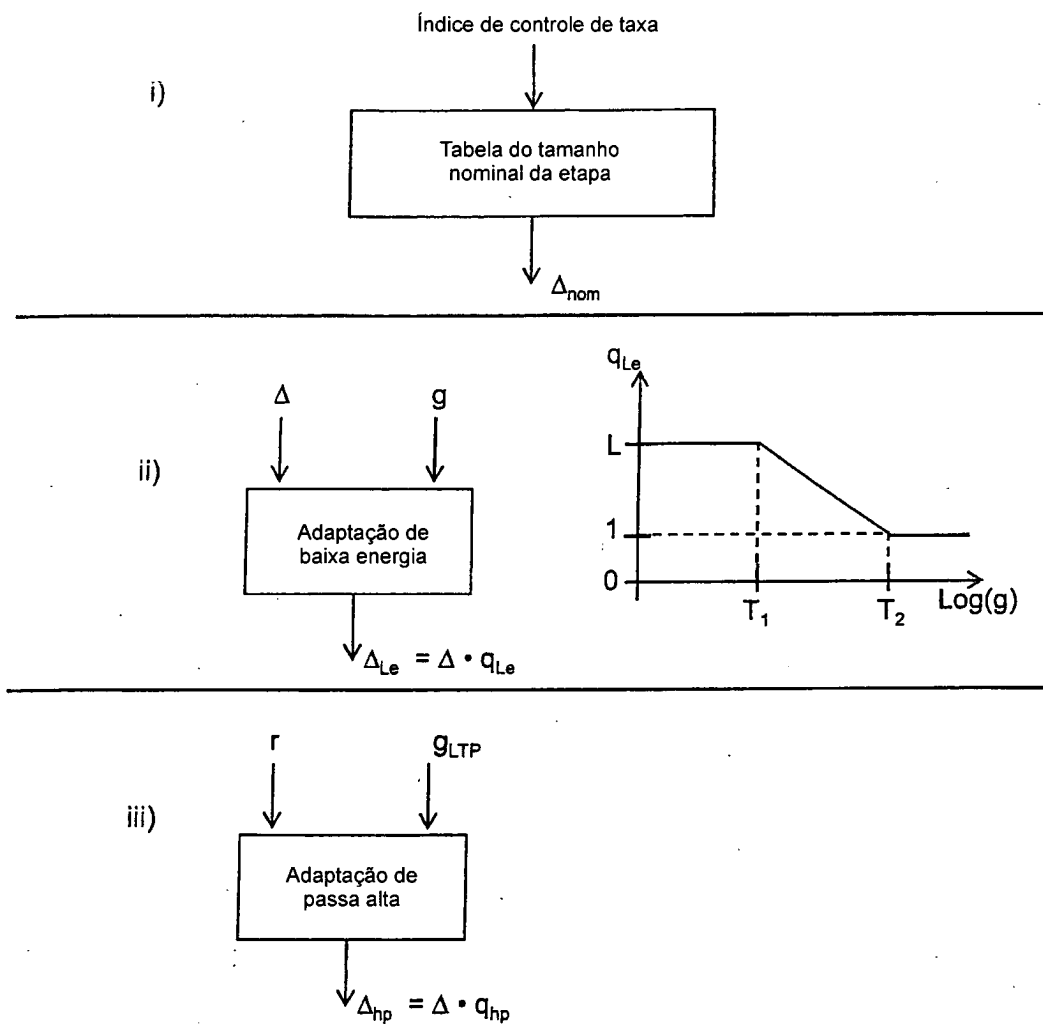 Índice de controle de taxa
i)
Tabela do tamanho
nominal da etapa
Δnom
ii)
Δ
g
Adaptação de
baixa energia
ΔLe = Δ • qLe
qLe
L
1
0
T1
T2
Log(g)
iii)
r
gLTP
Adaptação de
passa alta
Δhp = Δ • qhp